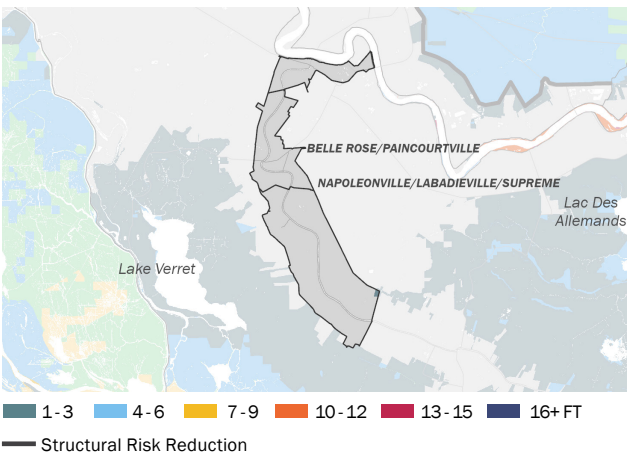 BELLE ROSE/PAINCOURTVILLE
NAPOLEONVILLE/LABADIEVILLE/SUPREME
Lac Des
Allemands
Lake Verret
1 - 3 4 - 6 7 - 9 10 - 12 13 - 15 16+ FT
Structural Risk Reduction